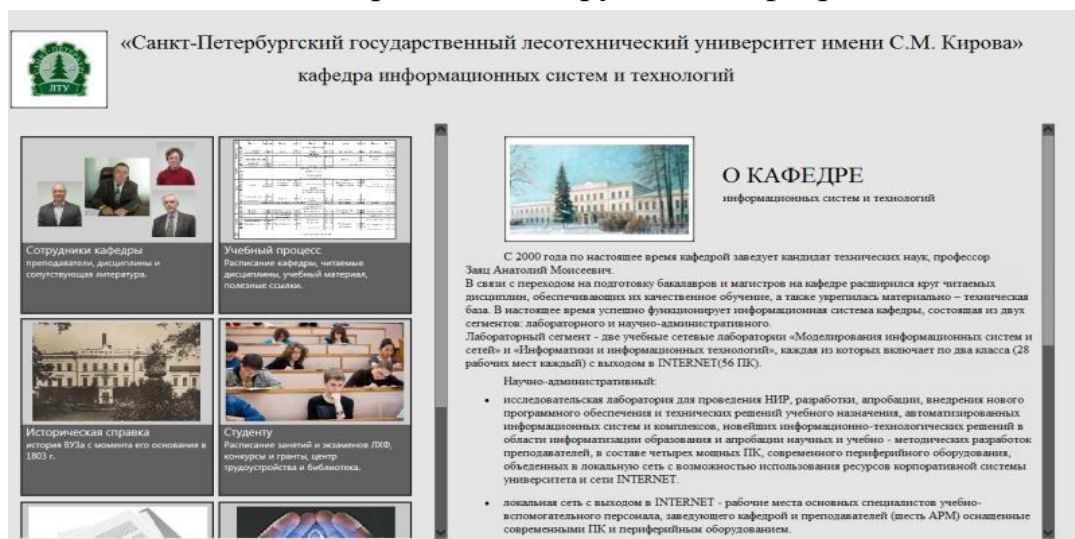 «Санкт-Петербургский государственный лесотехнический университет имени С.М. Кирова»
кафедра информационных систем и технологий
ЛТУ
Сотрудники кафедры
преподаватели, дисциплины и
сопутствующая литература.
Учебный процесс
Расписание кафедры, читаемые
дисциплины, учебный материал,
полезные ссылки.
Историческая справка
история ВУЗа с момента его основания в
1803 г.
Студенту
Расписание занятий и экзаменов ЛХФ,
конкурсы и гранты, центр
трудоустройства и библиотека.
О КАФЕДРЕ
информационных систем и технологий
С 2000 года по настоящее время кафедрой заведует кандидат технических наук, профессор
Заяц Анатолий Моисеевич.
В связи с переходом на подготовку бакалавров и магистров на кафедре расширился круг читаемых
дисциплин, обеспечивающих их качественное обучение, а также укрепилась материально – техническая
база. В настоящее время успешно функционирует информационная система кафедры, состоящая из двух
сегментов: лабораторного и научно-административного.
Лабораторный сегмент - две учебные сетевые лаборатории «Моделирования информационных систем и
сетей» и «Информатики и информационных технологий», каждая из которых включает по два класса (28
рабочих мест каждый) с выходом в INTERNET(56 ПК).
Научно-административный:
• исследовательская лаборатория для проведения НИР, разработки, апробации, внедрения нового
программного обеспечения и технических решений учебного назначения, автоматизированных
информационных систем и комплексов, новейших информационно-технологических решений в
области информатизации образования и апробации научных и учебно - методических разработок
преподавателей, в составе четырех мощных ПК, современного периферийного оборудования,
объеденных в локальную сеть с возможностью использования ресурсов корпоративной системы
университета и сети INTERNET.
• локальная сеть с выходом в INTERNET - рабочие места основных специалистов учебно-
вспомогательного персонала, заведующего кафедрой и преподавателей (шесть АРМ) оснащенные
современными ПК и периферийным оборудованием.